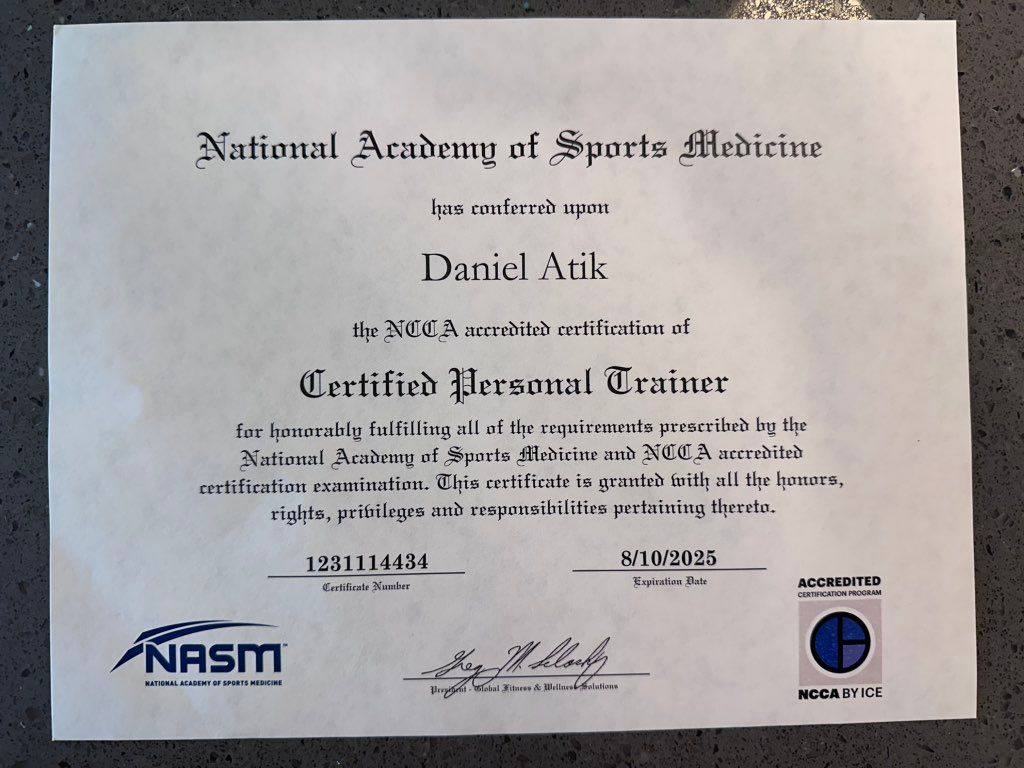 National Academy of Sports Medicine
has conferred upon
Daniel Atik
the NCCA accredited certification of
Certified Personal Trainer
for honorably fulfilling all of the requirements prescribed by the
National Academy of Sports Medicine and NCCA accredited
certification examination. This certificate is granted with all the honors,
rights, privileges and responsibilities pertaining thereto.
1231114434
Certificate Number
8/10/2025
Expiration Date
ACCREDITED
CERTIFICATION PROGRAM
NASM™
NATIONAL ACADEMY OF SPORTS MEDICINE
President - Global Fitness & Wellness Solutions
NCCA BY ICE